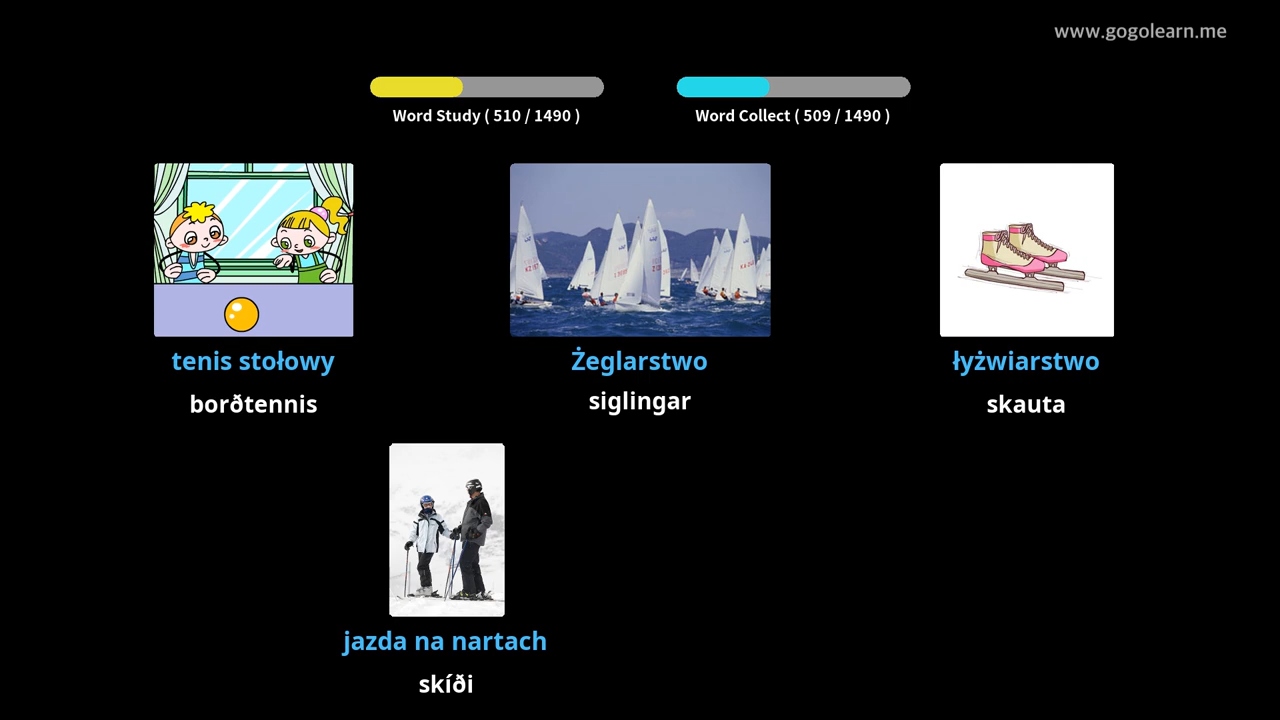 www.gogolearn.me
Word Study ( 510 / 1490 )
Word Collect ( 509 / 1490 )
tenis stołowy
borðtennis
Żeglarstwo
siglingar
łyżwiarstwo
skauta
jazda na nartach
skíði